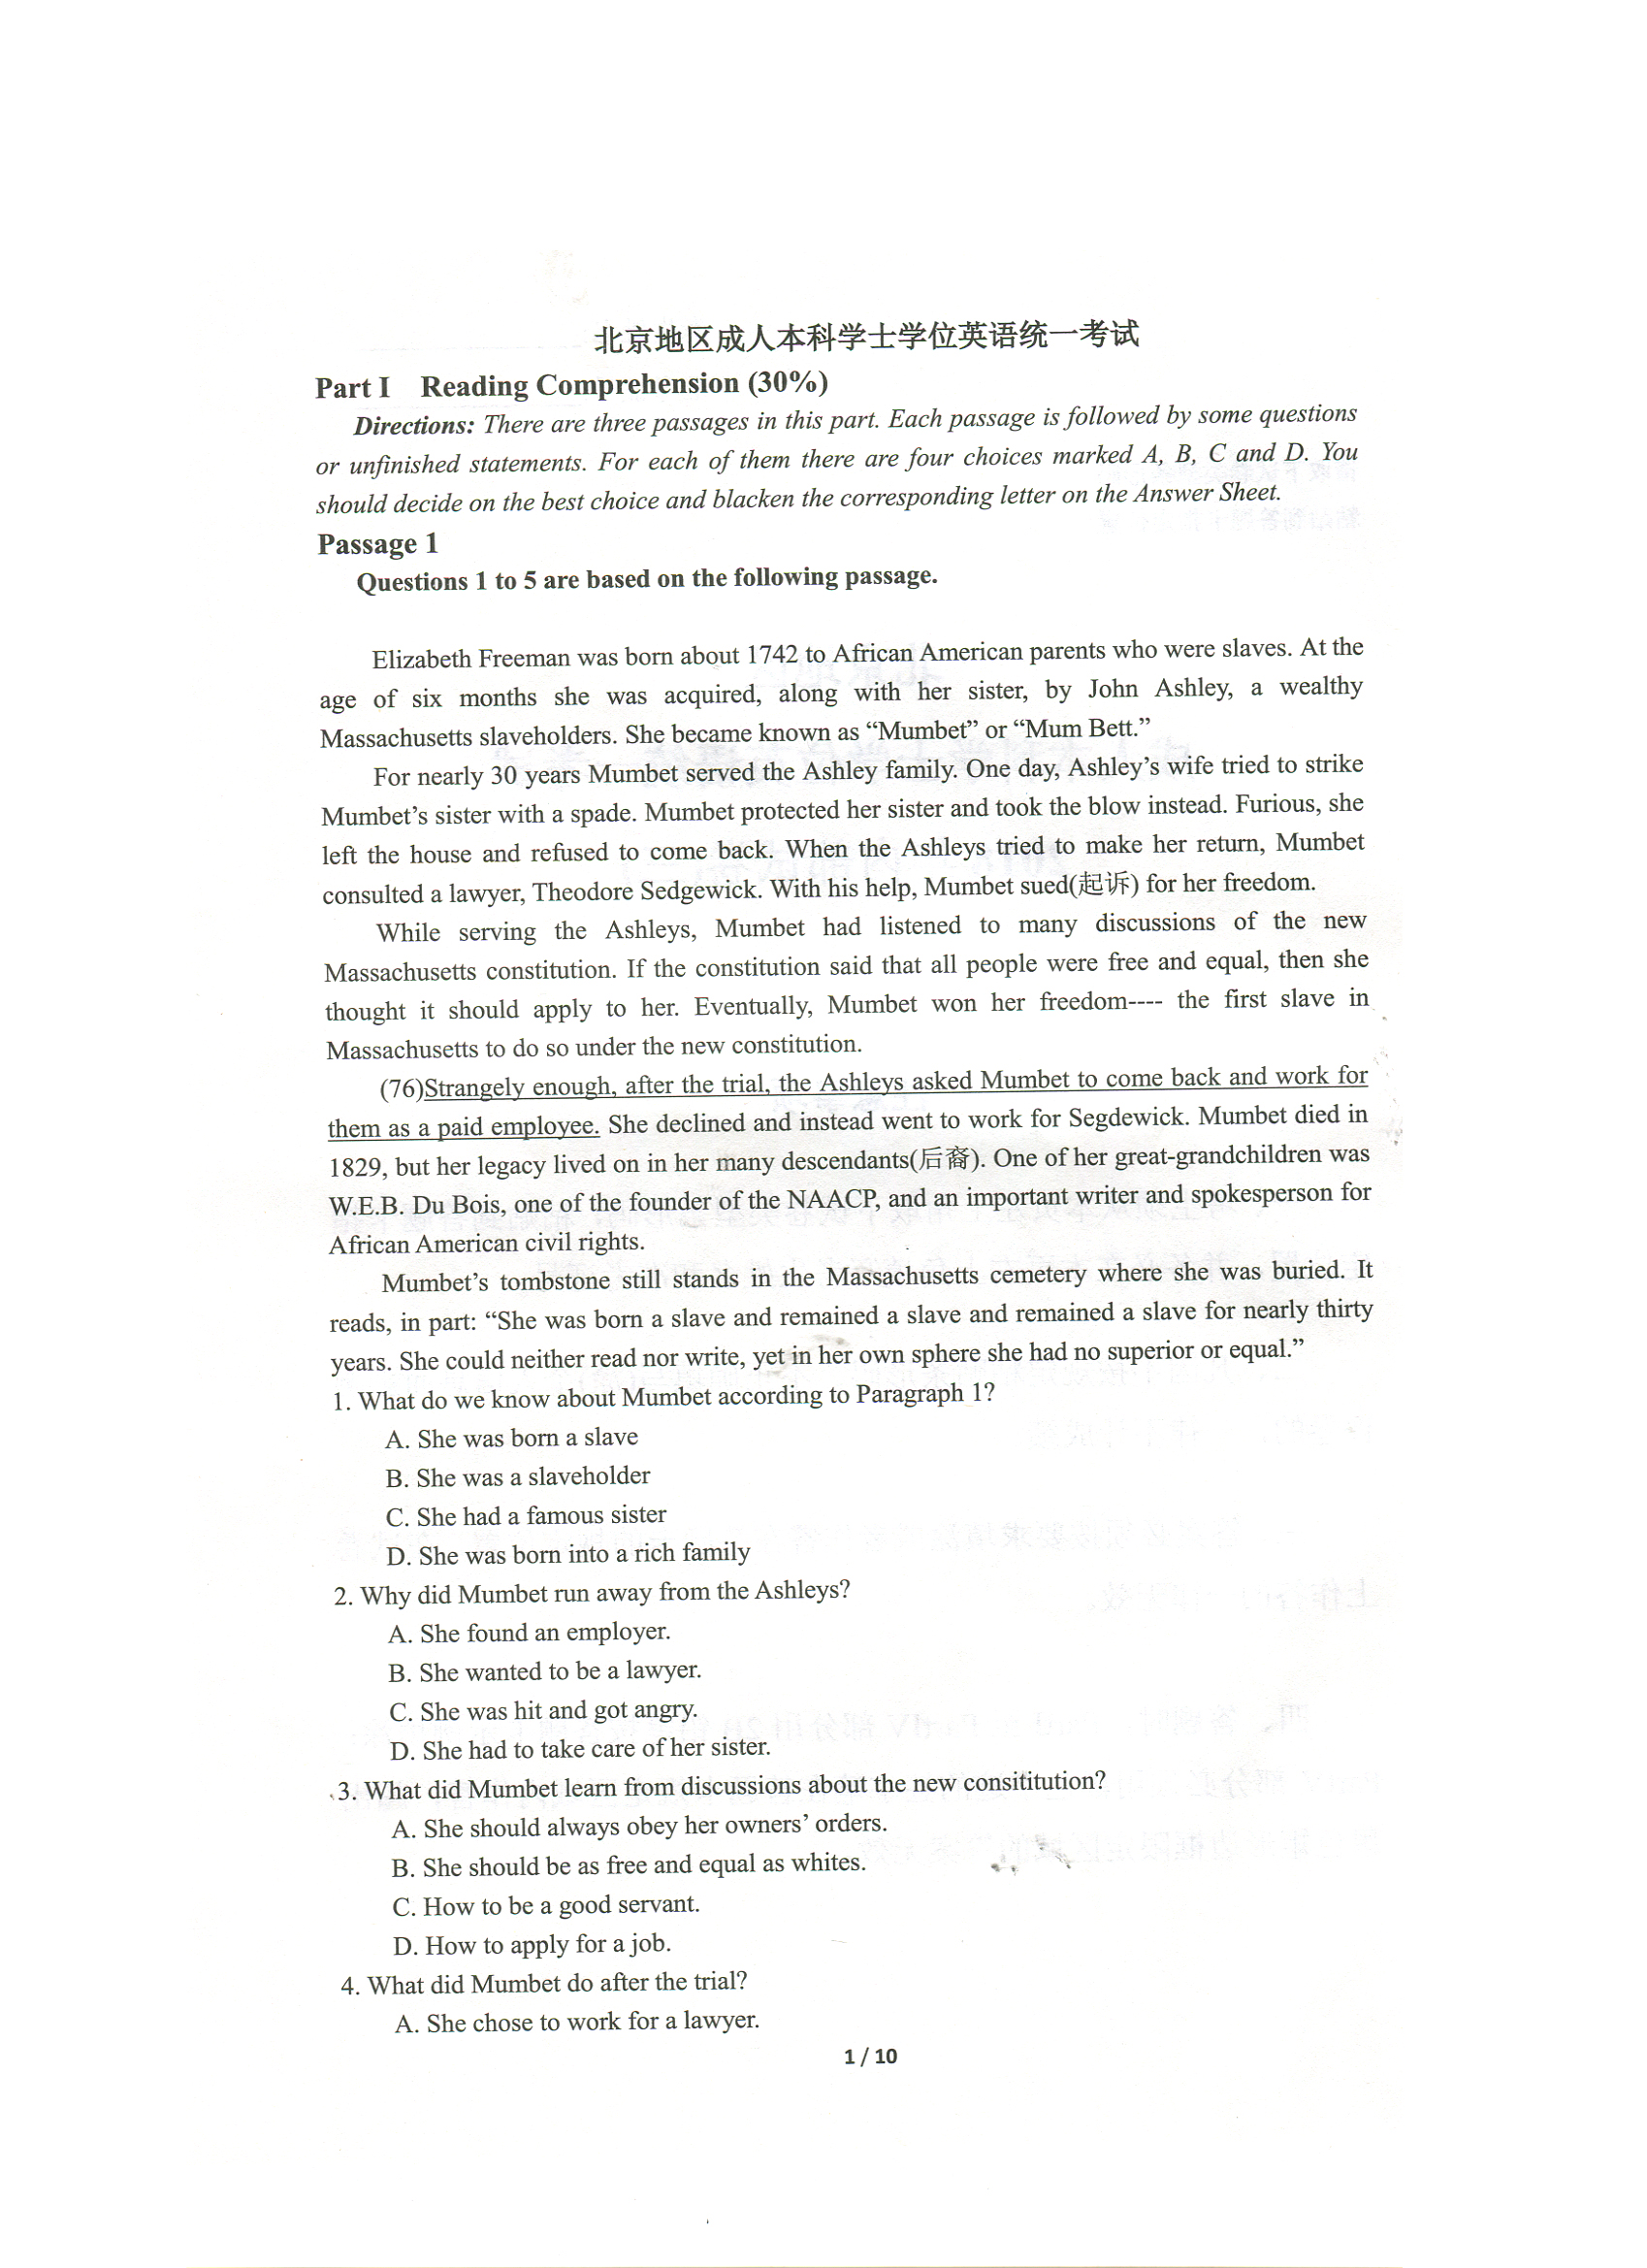 北京地区成人本科学士学位英语统一考试
Part I Reading Comprehension (30%)
Directions: There are three passages in this part. Each passage is followed by some questions
or unfinished statements. For each of them there are four choices marked A, B, C and D. You
should decide on the best choice and blacken the corresponding letter on the Answer Sheet.
Passage 1
Questions 1 to 5 are based on the following passage.
Elizabeth Freeman was born about 1742 to African American parents who were slaves. At the
age of six months she was acquired, along with her sister, by John Ashley, a wealthy
Massachusetts slaveholders. She became known as “Mumbet” or “Mum Bett.”
For nearly 30 years Mumbet served the Ashley family. One day, Ashley’s wife tried to strike
Mumbet’s sister with a spade. Mumbet protected her sister and took the blow instead. Furious, she
left the house and refused to come back. When the Ashleys tried to make her return, Mumbet
consulted a lawyer, Theodore Sedgewick. With his help, Mumbet sued(起诉) for her freedom.
While serving the Ashleys, Mumbet had listened to many discussions of the new
Massachusetts constitution. If the constitution said that all people were free and equal, then she
thought it should apply to her. Eventually, Mumbet won her freedom---- the first slave in
Massachusetts to do so under the new constitution.
(76)Strangely enough, after the trial, the Ashleys asked Mumbet to come back and work for
them as a paid employee. She declined and instead went to work for Segdewick. Mumbet died in
1829, but her legacy lived on in her many descendants(后裔). One of her great-grandchildren was
W.E.B. Du Bois, one of the founder of the NAACP, and an important writer and spokesperson for
African American civil rights.
Mumbet’s tombstone still stands in the Massachusetts cemetery where she was buried. It
reads, in part: “She was born a slave and remained a slave and remained a slave for nearly thirty
years. She could neither read nor write, yet in her own sphere she had no superior or equal.”
1. What do we know about Mumbet according to Paragraph 1?
A. She was born a slave
B. She was a slaveholder
C. She had a famous sister
D. She was born into a rich family
2. Why did Mumbet run away from the Ashleys?
A. She found an employer.
B. She wanted to be a lawyer.
C. She was hit and got angry.
D. She had to take care of her sister.
3. What did Mumbet learn from discussions about the new consititution?
A. She should always obey her owners’ orders.
B. She should be as free and equal as whites.
C. How to be a good servant.
D. How to apply for a job.
4. What did Mumbet do after the trial?
A. She chose to work for a lawyer.
1 / 10